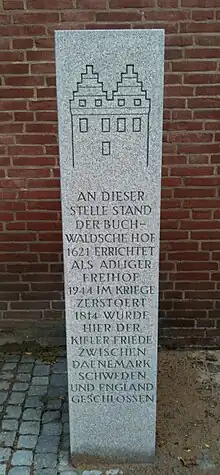 AN DIESER
STELLE STAND
DER BUCH-
WALDSCHE HOF
1621 ERRICHTET
ALS ADLIGER
FREIHOF
1944 IM KRIEGE
ZERSTOERT
1814 WURDE
HIER DER
KIELER FRIEDE
ZWISCHEN
DAENEMARK
SCHWEDEN
UND ENGLAND
GESCHLOSSEN